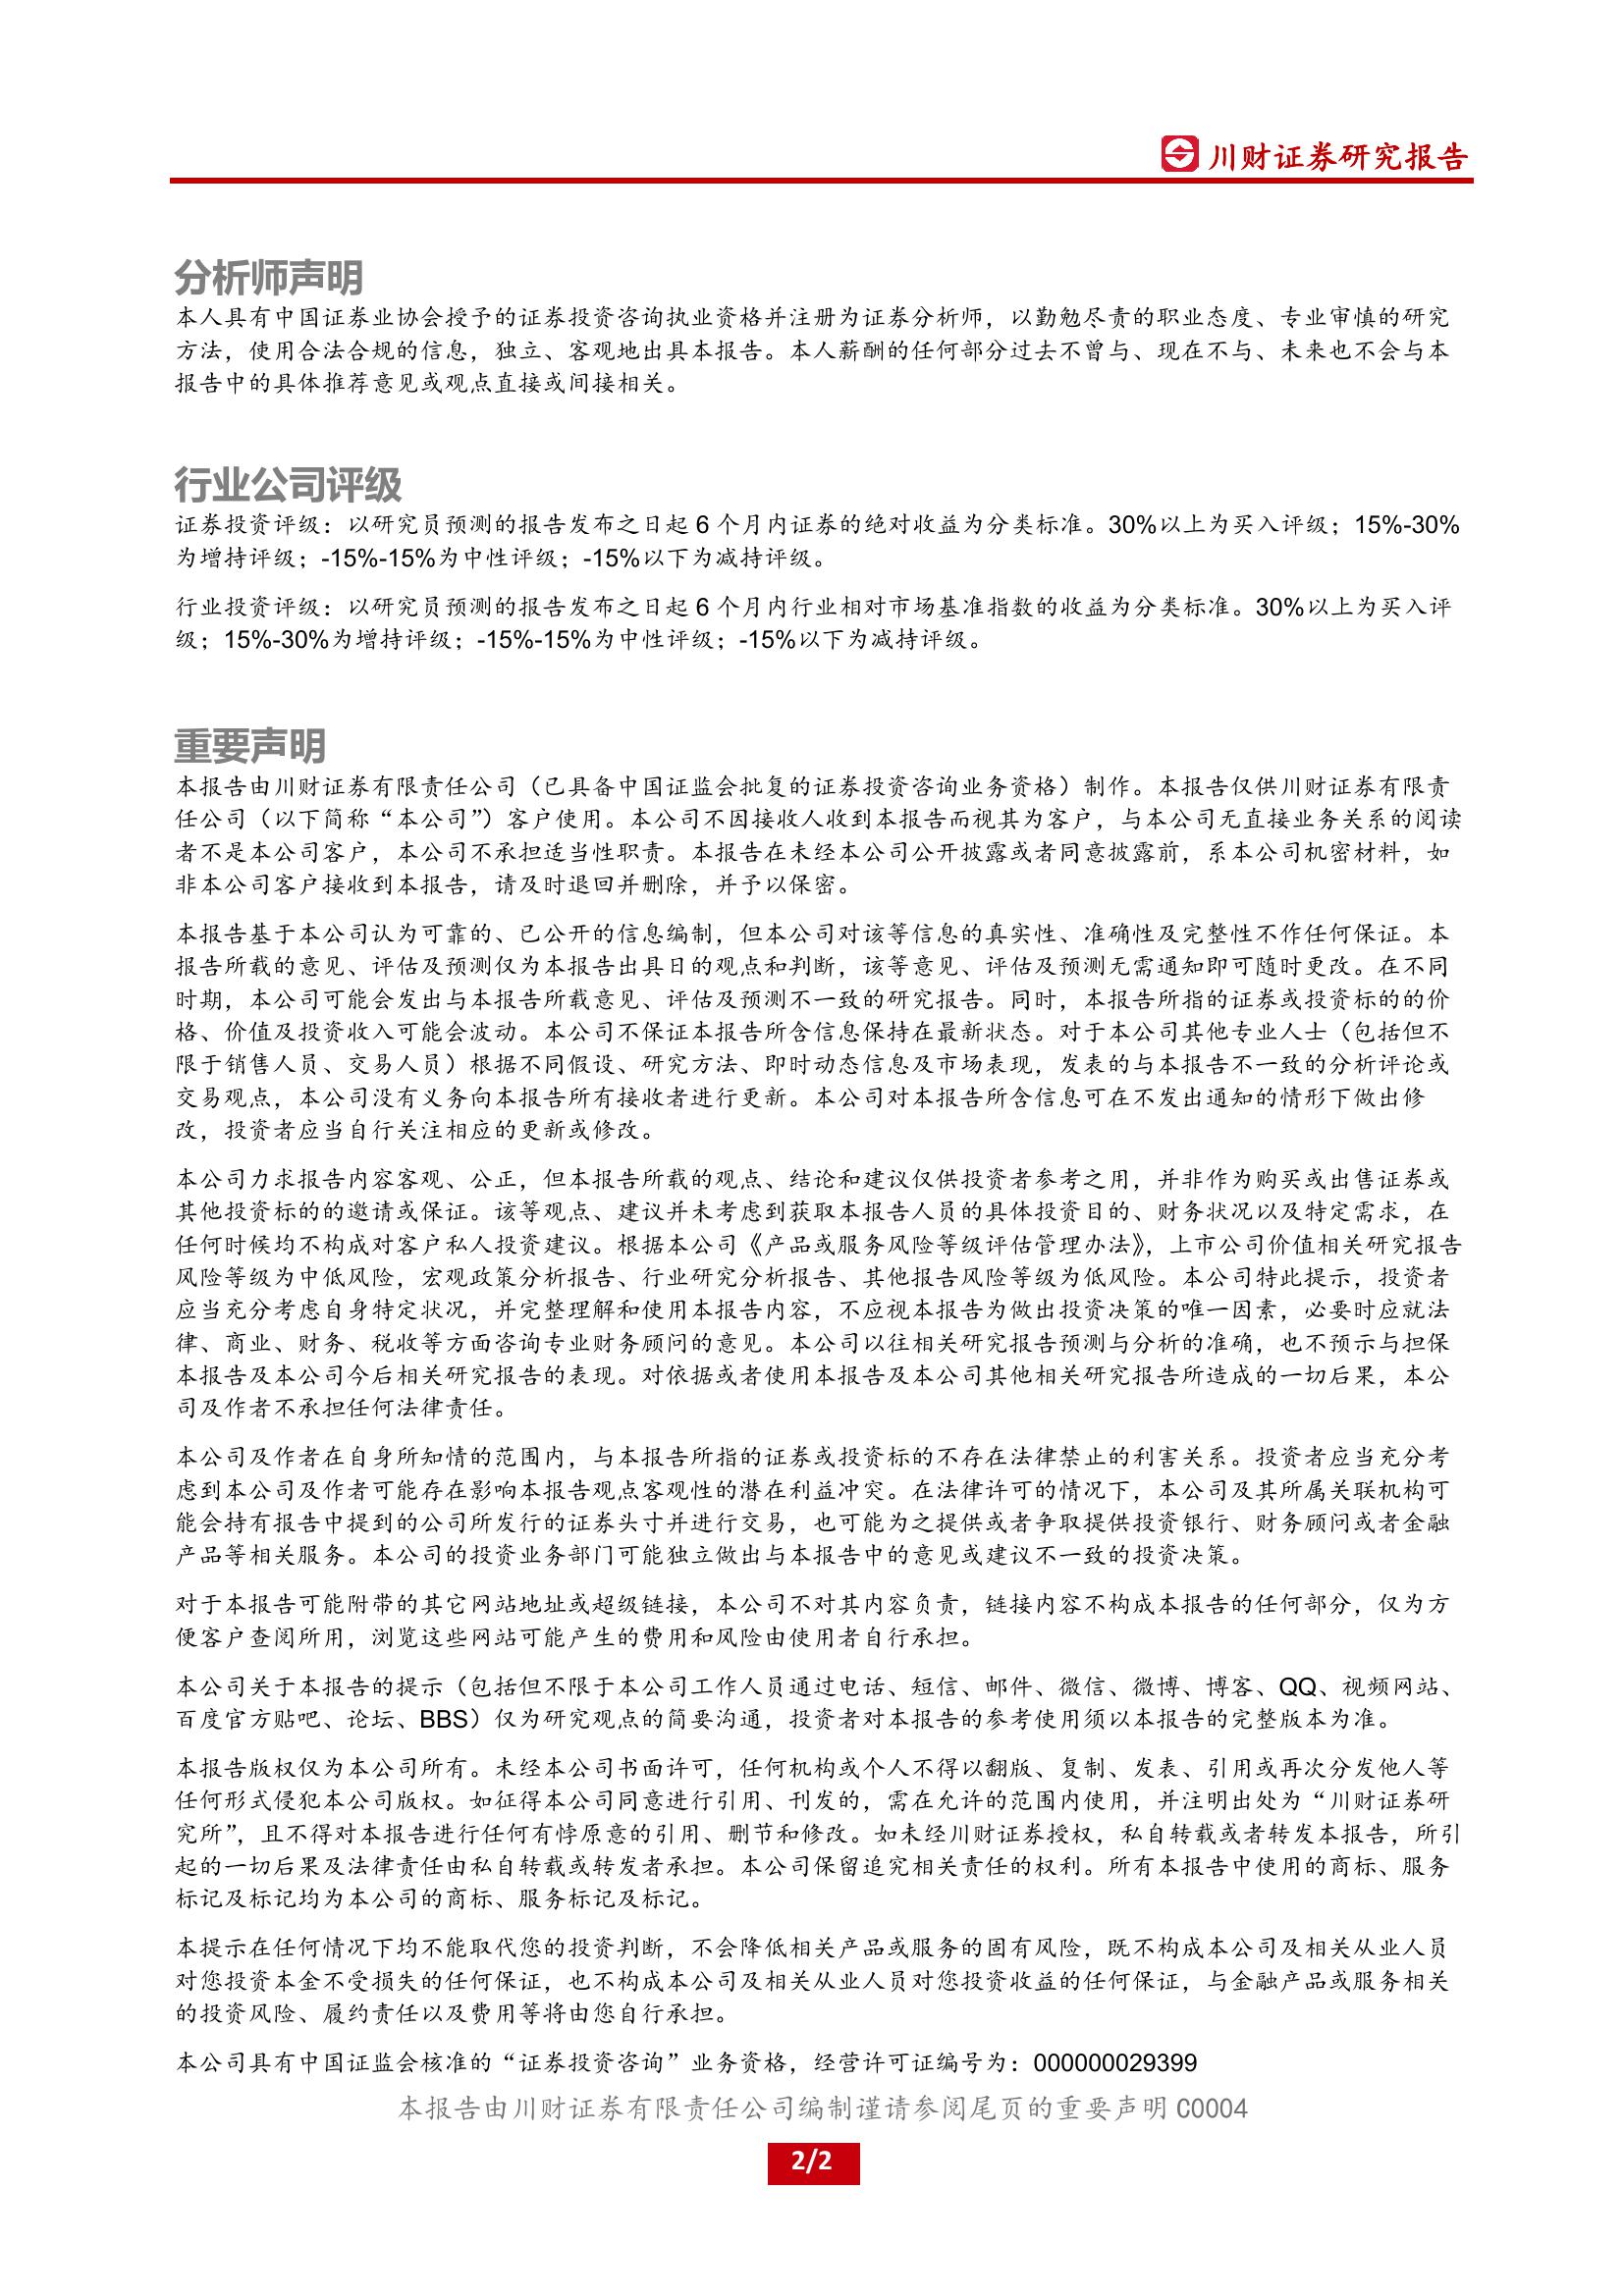 川财证券研究报告
分析师声明
本人具有中国证券业协会授予的证券投资咨询执业资格并注册为证券分析师，以勤勉尽责的职业态度、专业审慎的研究
方法，使用合法合规的信息，独立、客观地出具本报告。本人薪酬的任何部分过去不曾与、现在不与、未来也不会与本
报告中的具体推荐意见或观点直接或间接相关。
行业公司评级
证券投资评级：以研究员预测的报告发布之日起 6 个月内证券的绝对收益为分类标准。30%以上为买入评级；15%-30%
为增持评级；-15%-15%为中性评级；-15%以下为减持评级。
行业投资评级：以研究员预测的报告发布之日起 6 个月内行业相对市场基准指数的收益为分类标准。30%以上为买入评
级；15%-30%为增持评级；-15%-15%为中性评级；-15%以下为减持评级。
重要声明
本报告由川财证券有限责任公司（已具备中国证监会批复的证券投资咨询业务资格）制作。本报告仅供川财证券有限责
任公司（以下简称“本公司”）客户使用。本公司不因接收人收到本报告而视其为客户，与本公司无直接业务关系的阅读
者不是本公司客户，本公司不承担适当性职责。本报告在未经本公司公开披露或者同意披露前，系本公司机密材料，如
非本公司客户接收到本报告，请及时退回并删除，并予以保密。
本报告基于本公司认为可靠的、已公开的信息编制，但本公司对该等信息的真实性、准确性及完整性不作任何保证。本
报告所载的意见、评估及预测仅为本报告出具日的观点和判断，该等意见、评估及预测无需通知即可随时更改。在不同
时期，本公司可能会发出与本报告所载意见、评估及预测不一致的研究报告。同时，本报告所指的证券或投资标的的价
格、价值及投资收入可能会波动。本公司不保证本报告所含信息保持在最新状态。对于本公司其他专业人士（包括但不
限于销售人员、交易人员）根据不同假设、研究方法、即时动态信息及市场表现，发表的与本报告不一致的分析评论或
交易观点，本公司没有义务向本报告所有接收者进行更新。本公司对本报告所含信息可在不发出通知的情形下做出修
改，投资者应当自行关注相应的更新或修改。
本公司力求报告内容客观、公正，但本报告所载的观点、结论和建议仅供投资者参考之用，并非作为购买或出售证券或
其他投资标的的邀请或保证。该等观点、建议并未考虑到获取本报告人员的具体投资目的、财务状况以及特定需求，在
任何时候均不构成对客户私人投资建议。根据本公司《产品或服务风险等级评估管理办法》，上市公司价值相关研究报告
风险等级为中低风险，宏观政策分析报告、行业研究分析报告、其他报告风险等级为低风险。本公司特此提示，投资者
应当充分考虑自身特定状况，并完整理解和使用本报告内容，不应视本报告为做出投资决策的唯一因素，必要时应就法
律、商业、财务、税收等方面咨询专业财务顾问的意见。本公司以往相关研究报告预测与分析的准确，也不预示与担保
本报告及本公司今后相关研究报告的表现。对依据或者使用本报告及本公司其他相关研究报告所造成的一切后果，本公
司及作者不承担任何法律责任。
本公司及作者在自身所知情的范围内，与本报告所指的证券或投资标的不存在法律禁止的利害关系。投资者应当充分考
虑到本公司及作者可能存在影响本报告观点客观性的潜在利益冲突。在法律许可的情况下，本公司及其所属关联机构可
能会持有报告中提到的公司所发行的证券头寸并进行交易，也可能为之提供或者争取提供投资银行、财务顾问或者金融
产品等相关服务。本公司的投资业务部门可能独立做出与本报告中的意见或建议不一致的投资决策。
对于本报告可能附带的其它网站地址或超级链接，本公司不对其内容负责，链接内容不构成本报告的任何部分，仅为方
便客户查阅所用，浏览这些网站可能产生的费用和风险由使用者自行承担。
本公司关于本报告的提示（包括但不限于本公司工作人员通过电话、短信、邮件、微信、微博、博客、QQ、视频网站、
百度官方贴吧、论坛、BBS）仅为研究观点的简要沟通，投资者对本报告的参考使用须以本报告的完整版本为准。
本报告版权仅为本公司所有。未经本公司书面许可，任何机构或个人不得以翻版、复制、发表、引用或再次分发他人等
任何形式侵犯本公司版权。如征得本公司同意进行引用、刊发的，需在允许的范围内使用，并注明出处为“川财证券研
究所”，且不得对本报告进行任何有悖原意的引用、删节和修改。如未经川财证券授权，私自转载或者转发本报告，所引
起的一切后果及法律责任由私自转载或转发者承担。本公司保留追究相关责任的权利。所有本报告中使用的商标、服务
标记及标记均为本公司的商标、服务标记及标记。
本提示在任何情况下均不能取代您的投资判断，不会降低相关产品或服务的固有风险，既不构成本公司及相关从业人员
对您投资本金不受损失的任何保证，也不构成本公司及相关从业人员对您投资收益的任何保证，与金融产品或服务相关
的投资风险、履约责任以及费用等将由您自行承担。
本公司具有中国证监会核准的“证券投资咨询”业务资格，经营许可证编号为：000000029399
本报告由川财证券有限责任公司编制谨请参阅尾页的重要声明 C0004
2/2